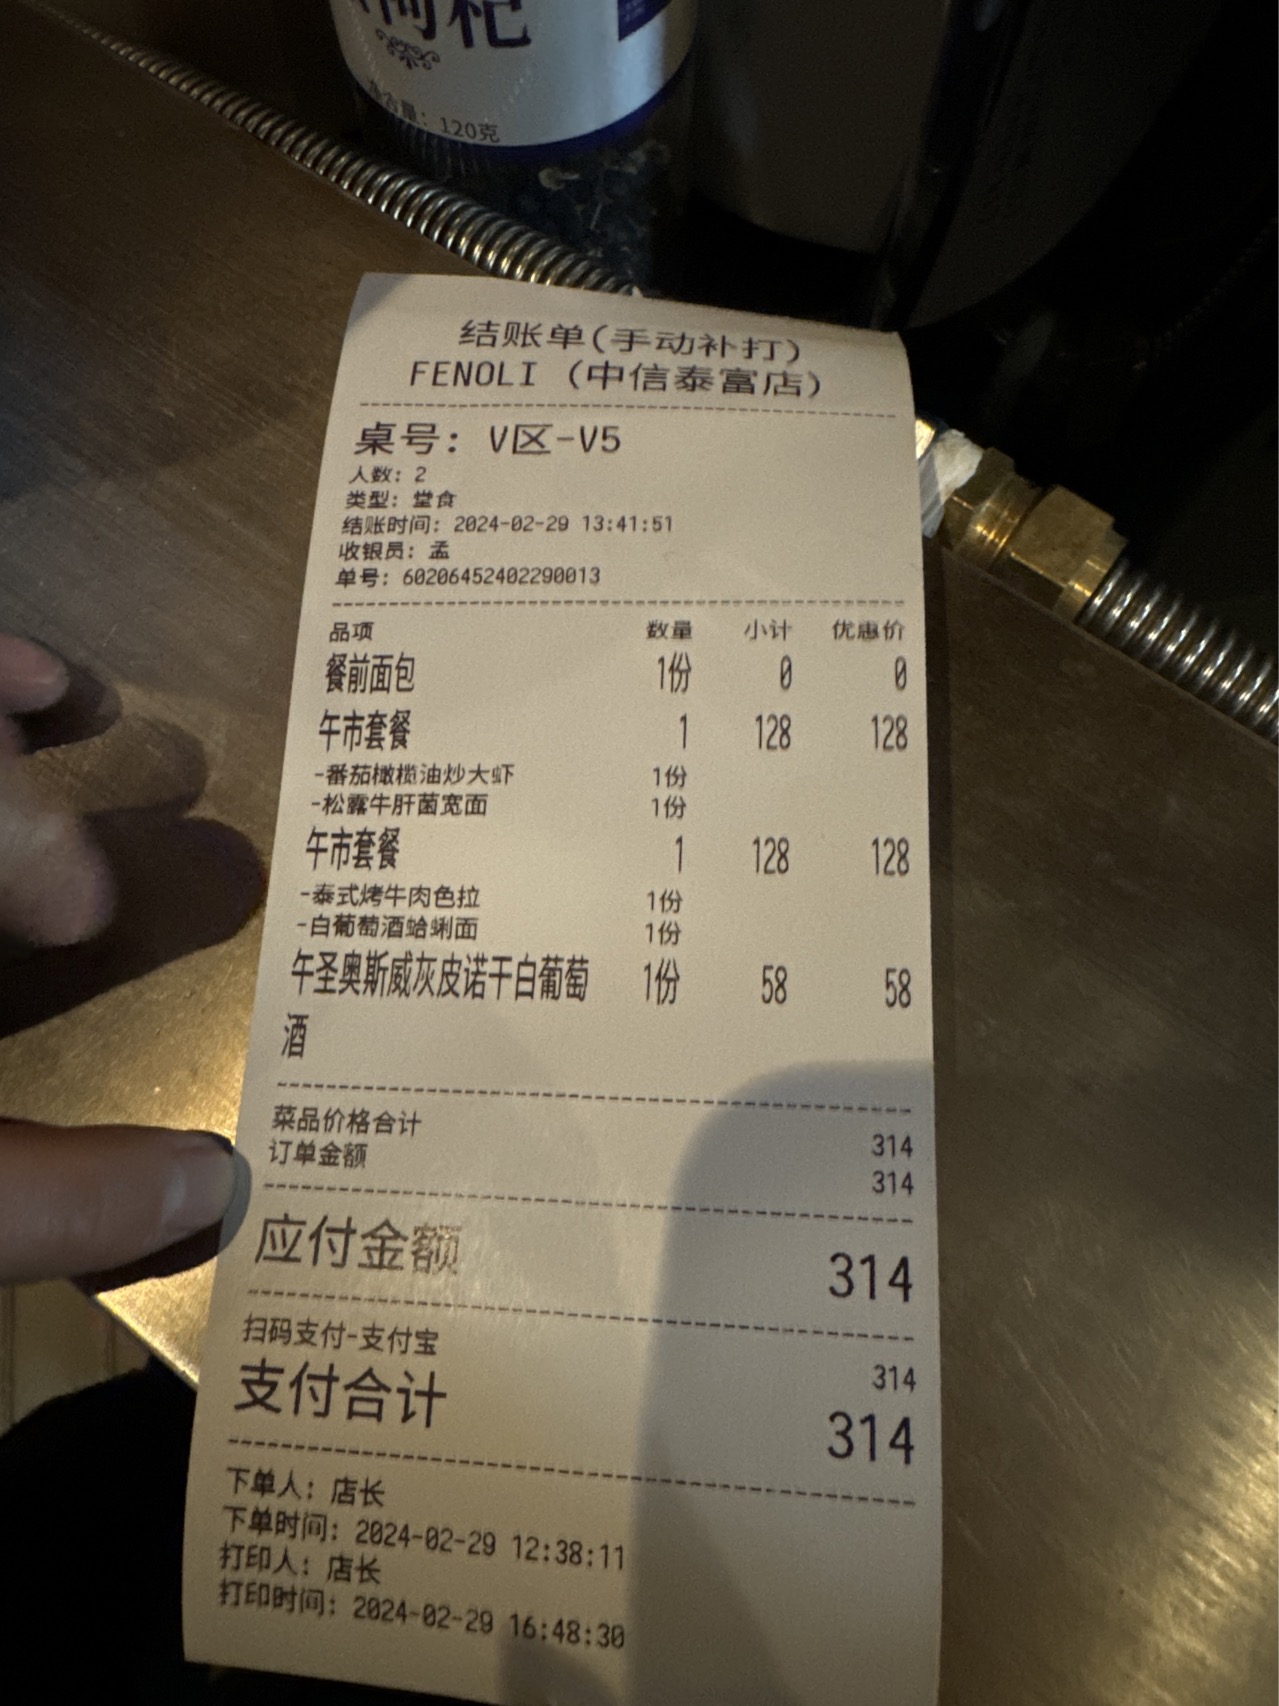 枸杞
净含量：120克
结账单(手动补打)
FENOLI (中信泰富店)
桌号：V区-V5
人数：2
类型：堂食
结账时间：2024-02-29 13:41:51
收银员：孟
单号：60206452402290013
品项 数量 小计 优惠价
餐前面包 1份 0 0
午市套餐 1 128 128
-番茄橄榄油炒大虾 1份
-松露牛肝菌宽面 1份
午市套餐 1 128 128
-泰式烤牛肉色拉 1份
-白葡萄酒蛤蜊面 1份
午圣奥斯威灰皮诺干白葡萄 1份 58 58
酒
菜品价格合计 314
订单金额 314
应付金额 314
扫码支付-支付宝 314
支付合计 314
下单人：店长
下单时间：2024-02-29 12:38:11
打印人：店长
打印时间：2024-02-29 16:48:30